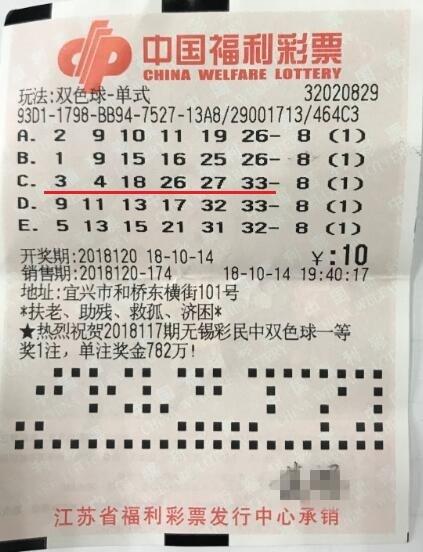 中国福利彩票
CHINA WELFARE LOTTERY
玩法:双色球-单式 32020829
93D1-1798-BB94-7527-13A8/29001713/464C3
A. 2 9 10 11 19 26- 8 (1)
B. 1 9 15 16 25 26- 8 (1)
C. 3 4 18 26 27 33- 8 (1)
D. 9 11 13 17 32 33- 8 (1)
E. 5 13 15 21 31 32- 8 (1)
开奖期:2018120 18-10-14 ¥:10
销售期:2018120-174 18-10-14 19:40:17
地址:宜兴市和桥东横街101号
*扶老、助残、救孤、济困*
★热烈祝贺2018117期无锡彩民中双色球一等
奖1注，单注奖金782万!
江苏省福利彩票发行中心承销